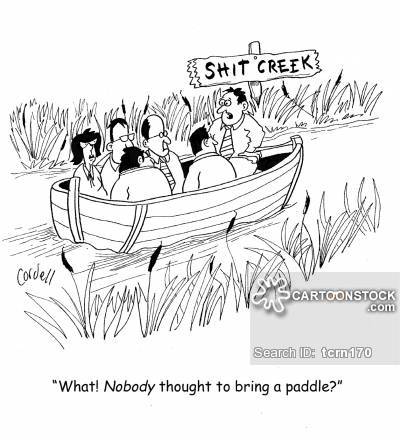 SHIT CREEK
Cordell
CARTOONSTOCK
.com
Search ID: tcrn170
"What! Nobody thought to bring a paddle?"